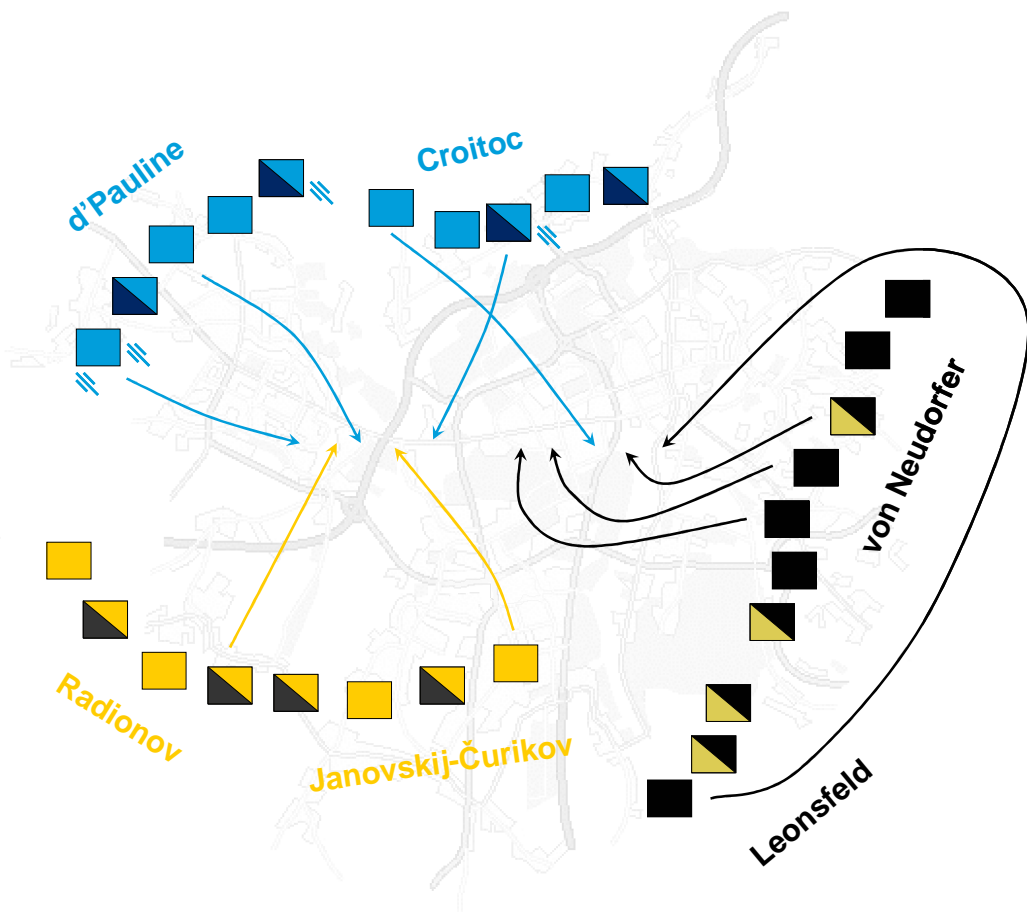 d'Pauline
Croitoc
von Neudorfer
Radionov
Janovskij-Čurikov
Leonsfeld